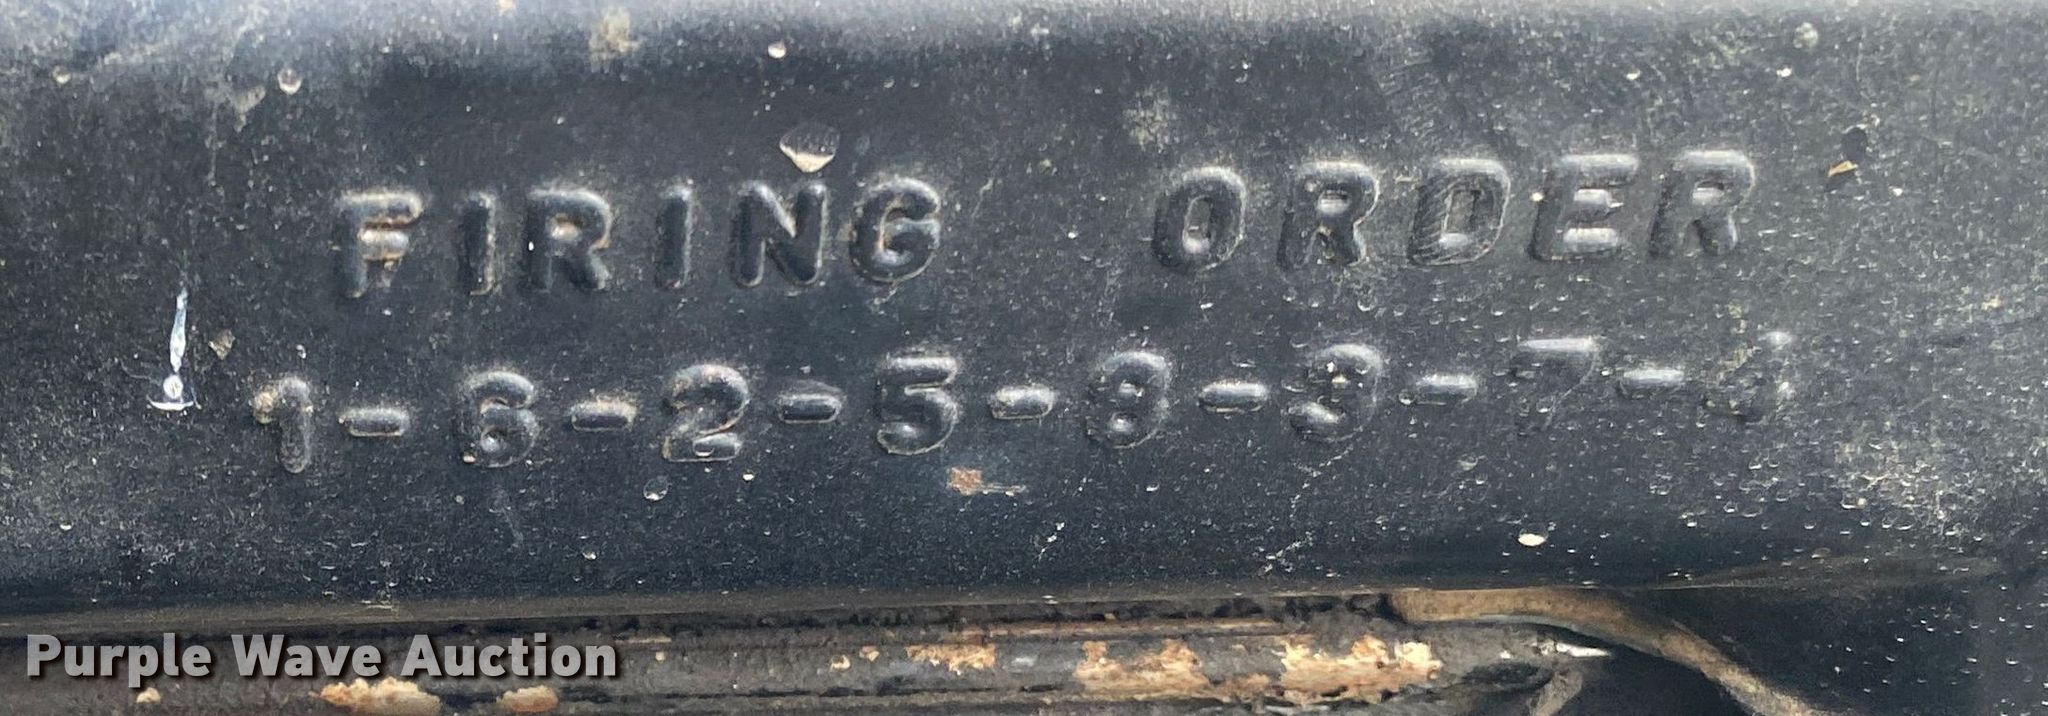 FIRING ORDER
1-6-2-5-8-3-7-4
Purple Wave Auction